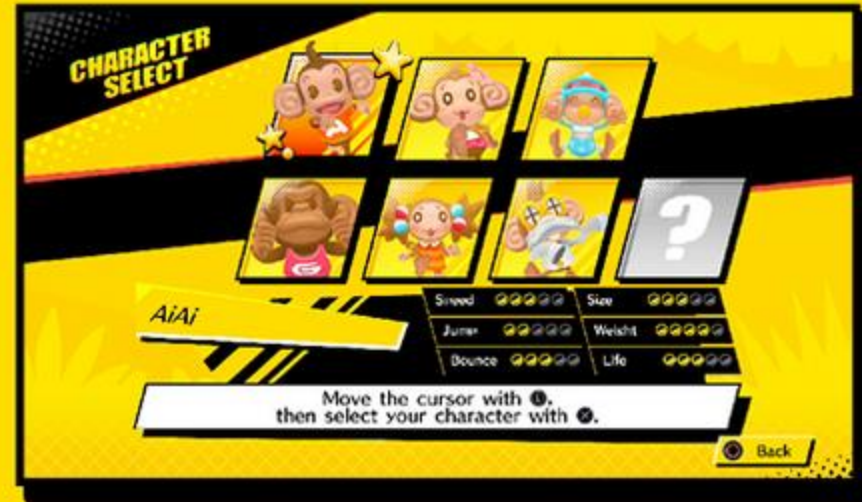 CHARACTER
SELECT
A
G
?
AiAi
Speed Size
Jump Weight
Bounce Life
Move the cursor with L,
then select your character with ⊗.
Back